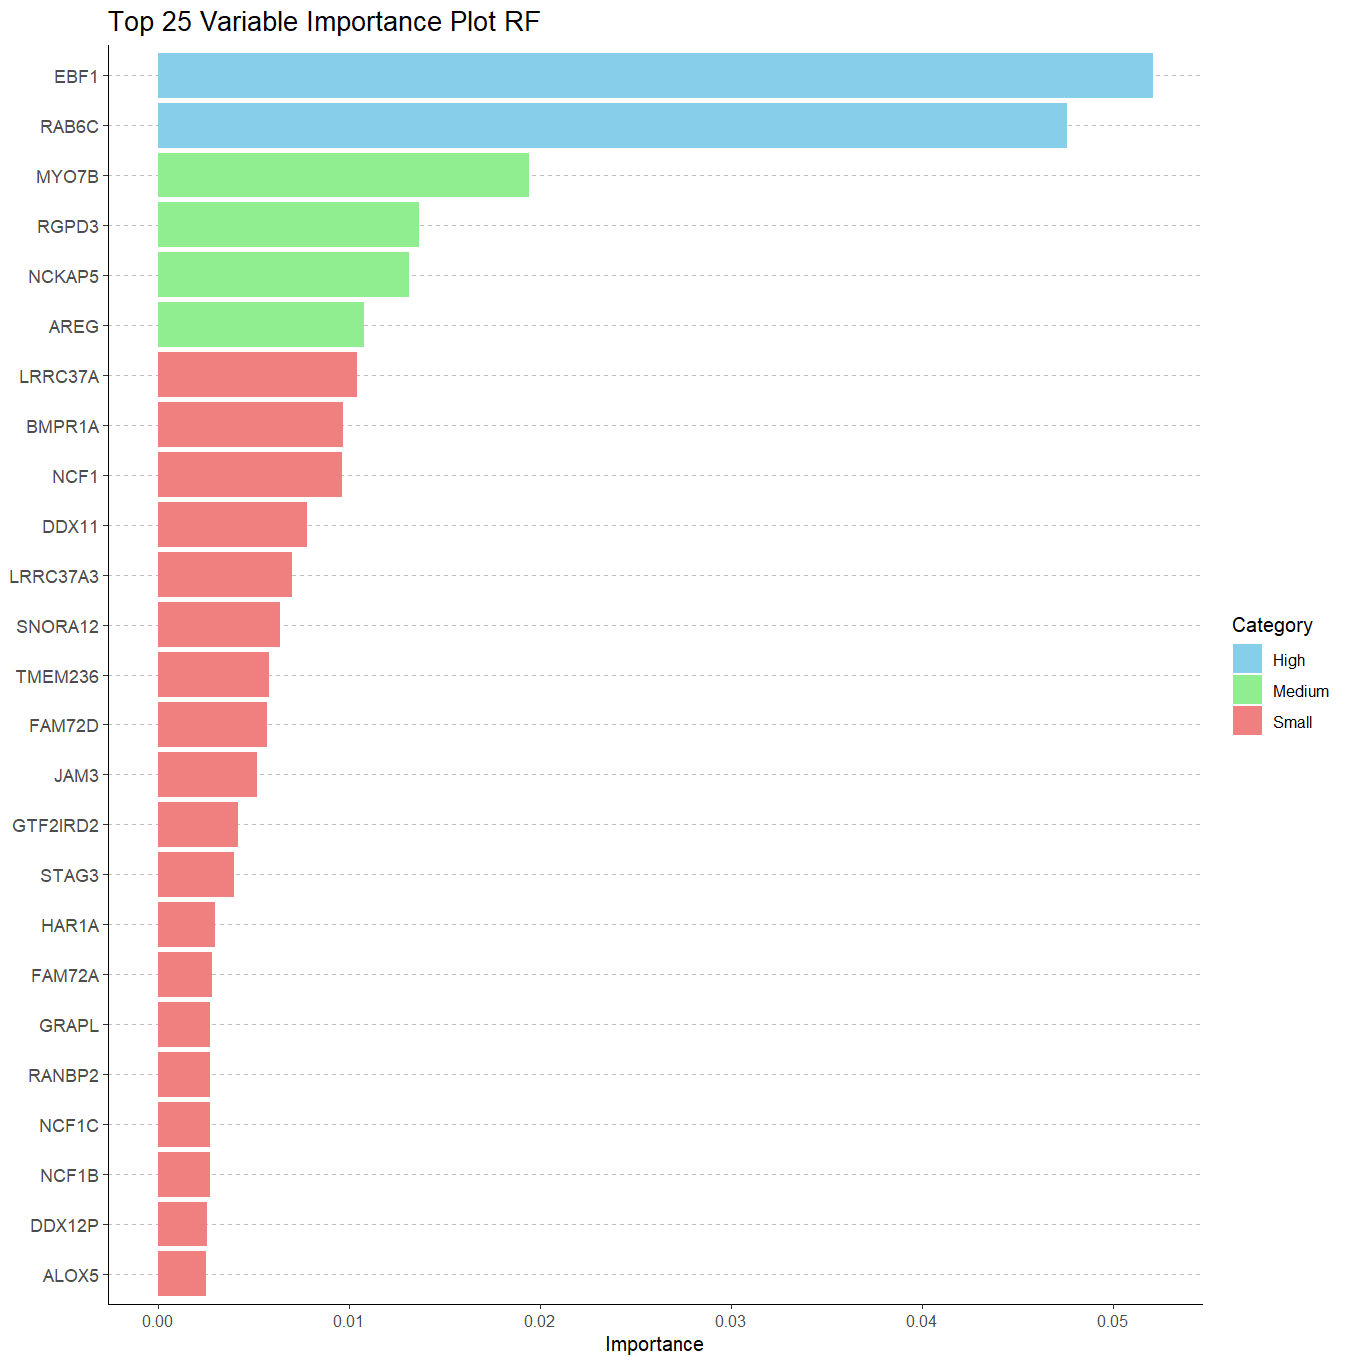 Top 25 Variable Importance Plot RF
EBF1
RAB6C
MYO7B
RGPD3
NCKAP5
AREG
LRRC37A
BMPR1A
NCF1
DDX11
LRRC37A3
SNORA12
TMEM236
FAM72D
JAM3
GTF2IRD2
STAG3
HAR1A
FAM72A
GRAPL
RANBP2
NCF1C
NCF1B
DDX12P
ALOX5
0.00 0.01 0.02 0.03 0.04 0.05
Importance
Category
High
Medium
Small